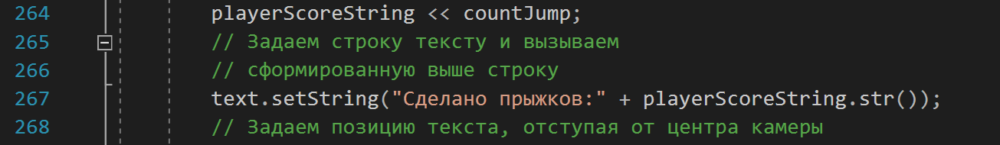 264 playerScoreString << countJump;
265 // Задаем строку тексту и вызываем
266 // сформированную выше строку
267 text.setString("Сделано прыжков:" + playerScoreString.str());
268 // Задаем позицию текста, отступая от центра камеры